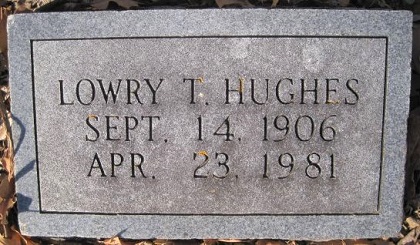 LOWRY T. HUGHES
SEPT. 14, 1906
APR. 23, 1981